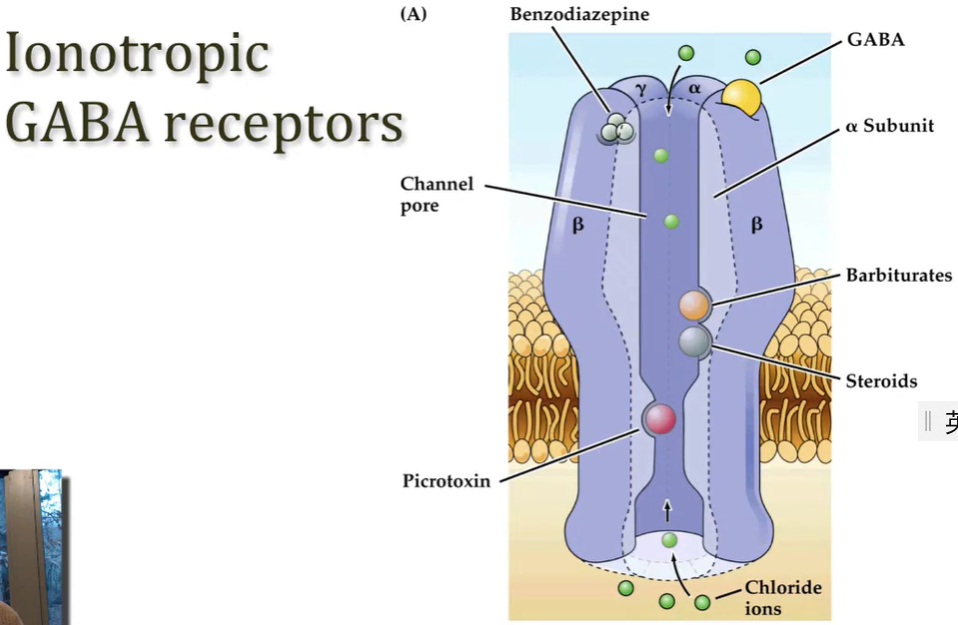 Ionotropic
GABA receptors
(A)
Benzodiazepine
GABA
γ
α
α Subunit
Channel
pore
β
β
Barbiturates
Steroids
Picrotoxin
Chloride
ions
英